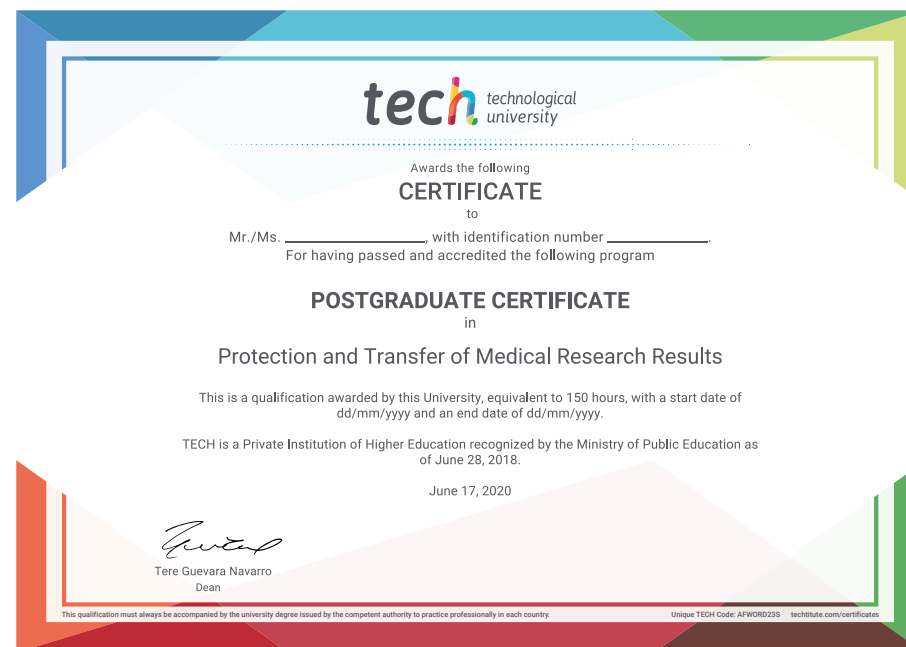 tech technological
university
Awards the following
CERTIFICATE
to
Mr./Ms. ____________________, with identification number ______________.
For having passed and accredited the following program
POSTGRADUATE CERTIFICATE
in
Protection and Transfer of Medical Research Results
This is a qualification awarded by this University, equivalent to 150 hours, with a start date of
dd/mm/yyyy and an end date of dd/mm/yyyy.
TECH is a Private Institution of Higher Education recognized by the Ministry of Public Education as
of June 28, 2018.
June 17, 2020
Tere Guevara Navarro
Dean
This qualification must always be accompanied by the university degree issued by the competent authority to practice professionally in each country.
Unique TECH Code: AFWORD23S techtitute.com/certificates